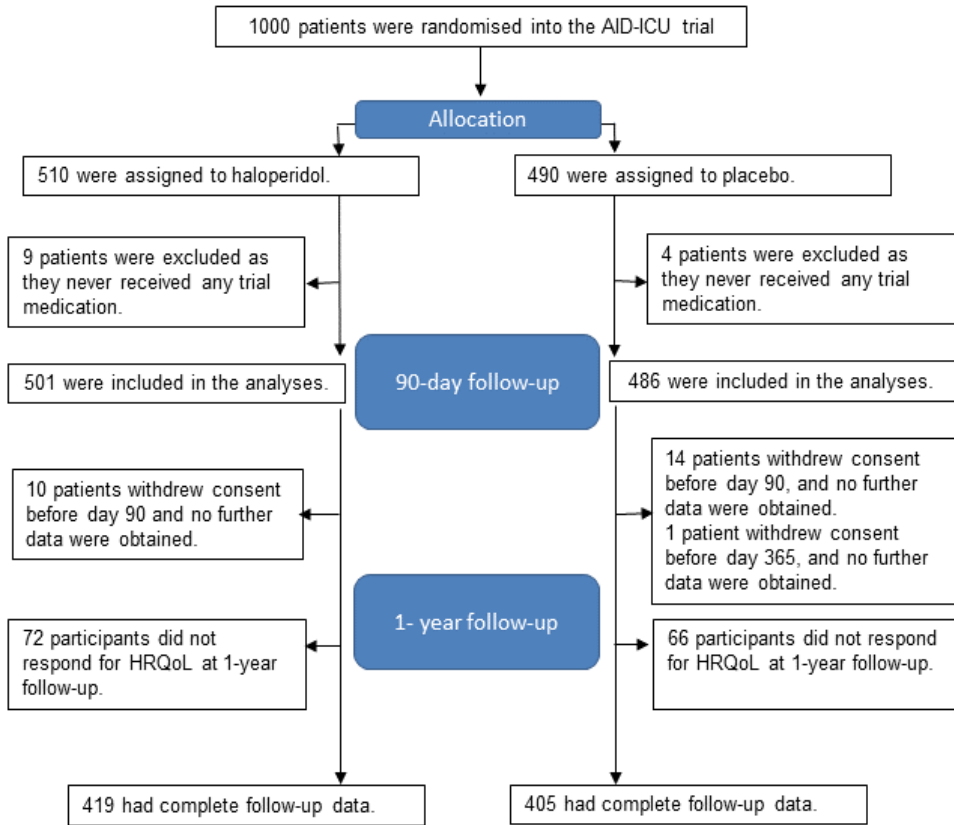 1000 patients were randomised into the AID-ICU trial
Allocation
510 were assigned to haloperidol.
490 were assigned to placebo.
9 patients were excluded as
they never received any trial
medication.
4 patients were excluded as
they never received any trial
medication.
501 were included in the analyses.
90-day follow-up
486 were included in the analyses.
10 patients withdrew consent
before day 90 and no further
data were obtained.
14 patients withdrew consent
before day 90, and no further
data were obtained.
1 patient withdrew consent
before day 365, and no further
data were obtained.
1- year follow-up
72 participants did not
respond for HRQoL at 1-year
follow-up.
66 participants did not respond
for HRQoL at 1-year follow-up.
419 had complete follow-up data.
405 had complete follow-up data.